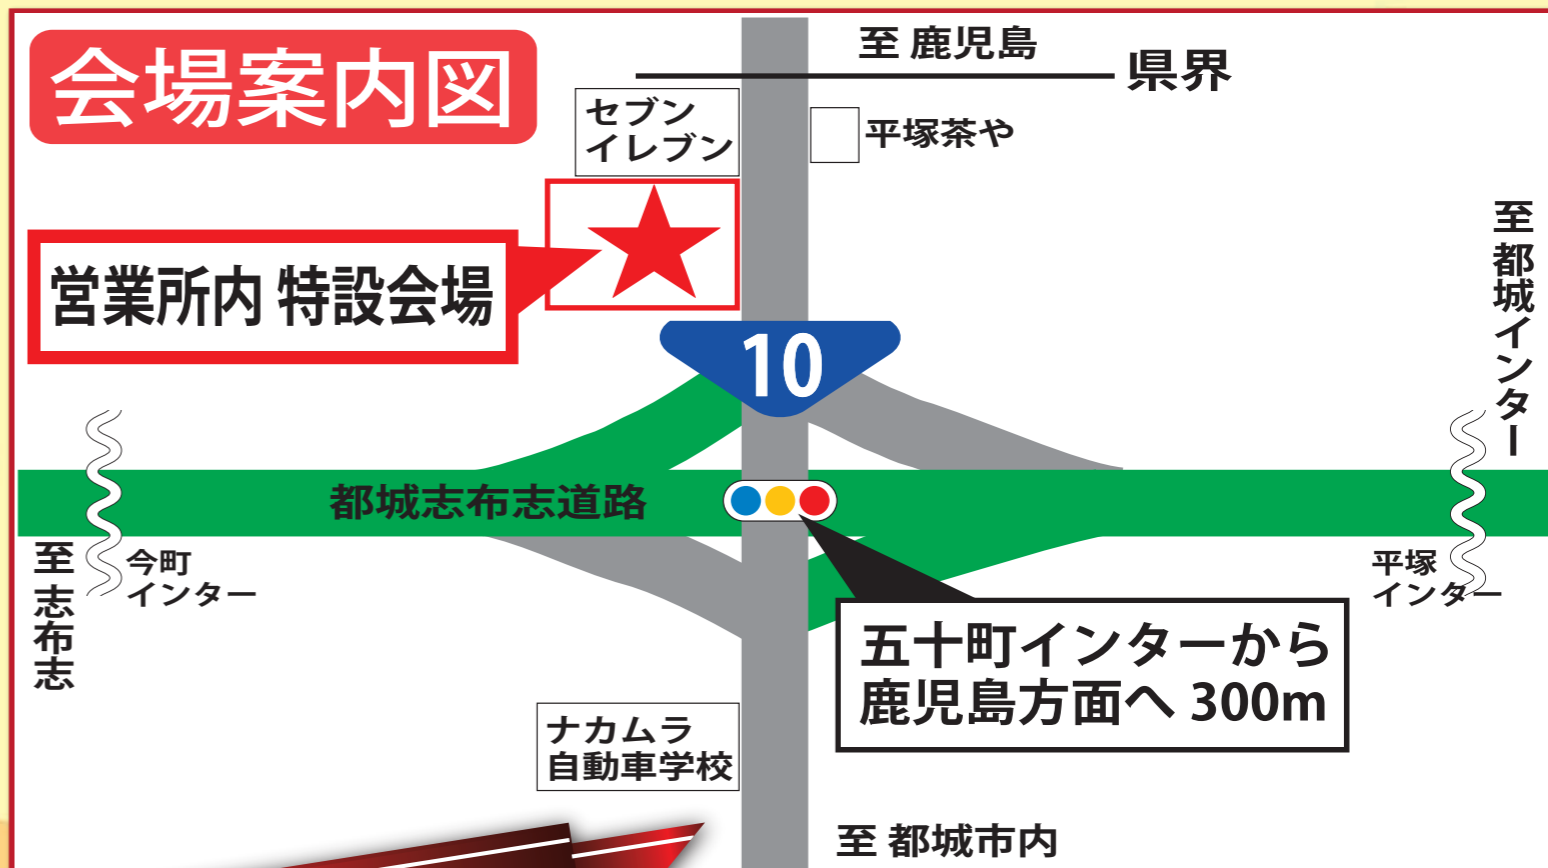 会場案内図
至 鹿児島
県界
セブン
イレブン
平塚茶や
営業所内 特設会場
10
至 都城インター
都城志布志道路
至 志布志
今町
インター
平塚
インター
五十町インターから
鹿児島方面へ 300m
ナカムラ
自動車学校
至 都城市内